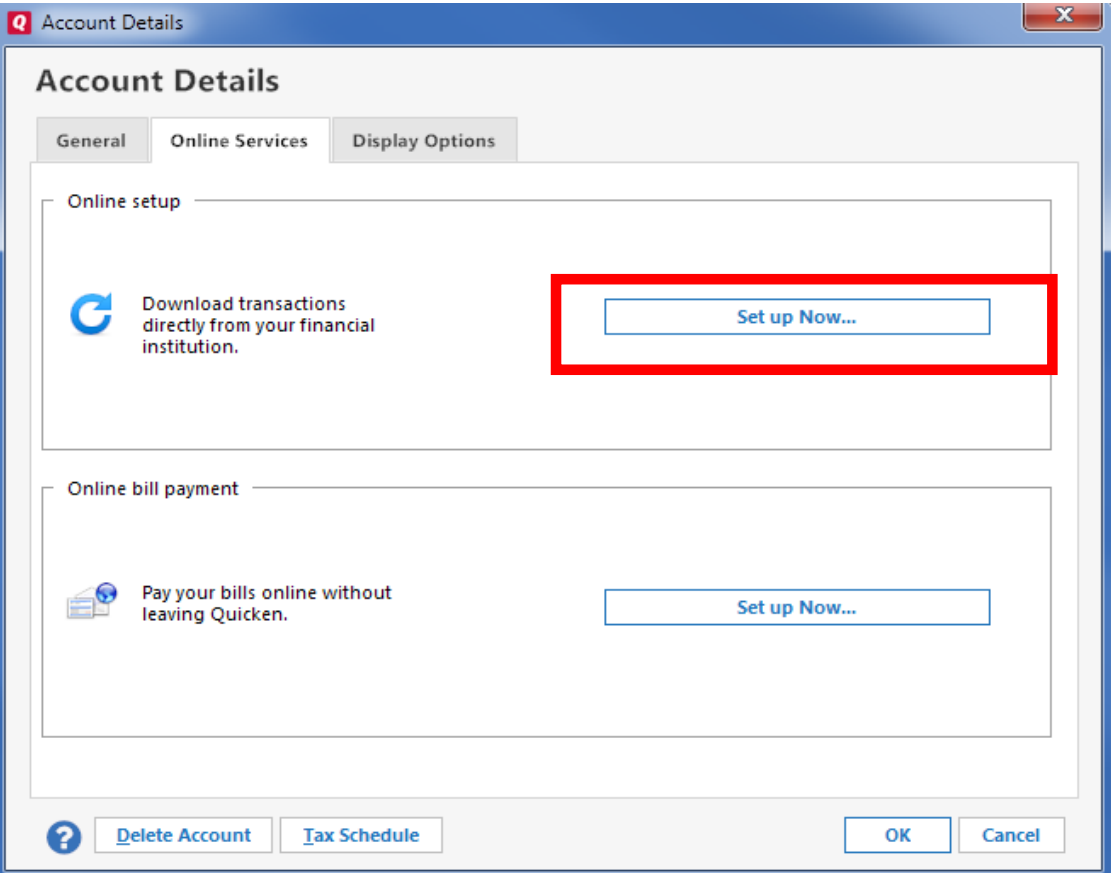 Account Details
X
Account Details
General
Online Services
Display Options
Online setup
Download transactions
directly from your financial
institution.
Set up Now...
Online bill payment
Pay your bills online without
leaving Quicken.
Set up Now...
?
Delete Account
Tax Schedule
OK
Cancel